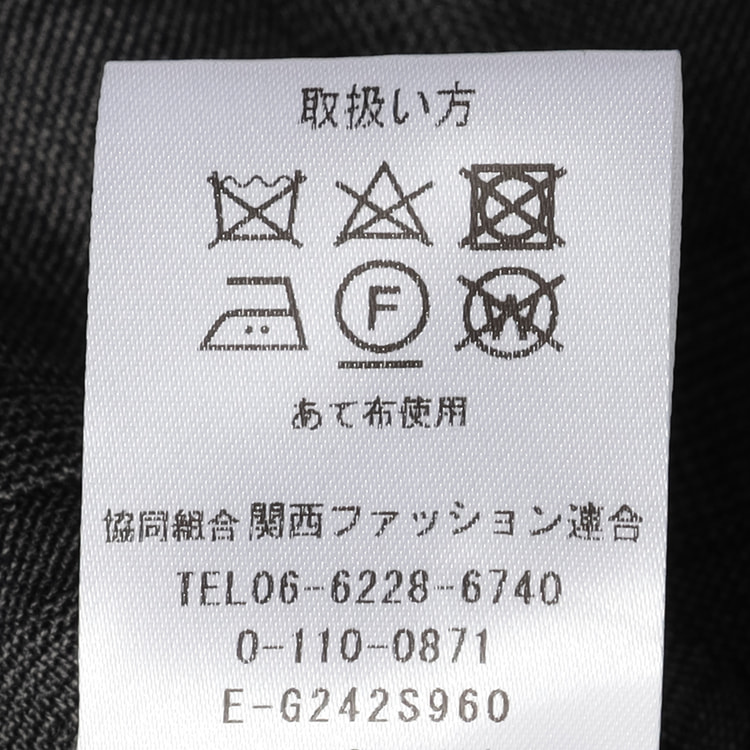 取扱い方
F W
あて布使用
協同組合関西ファッション連合
TEL06-6228-6740
0-110-0871
E-G242S960